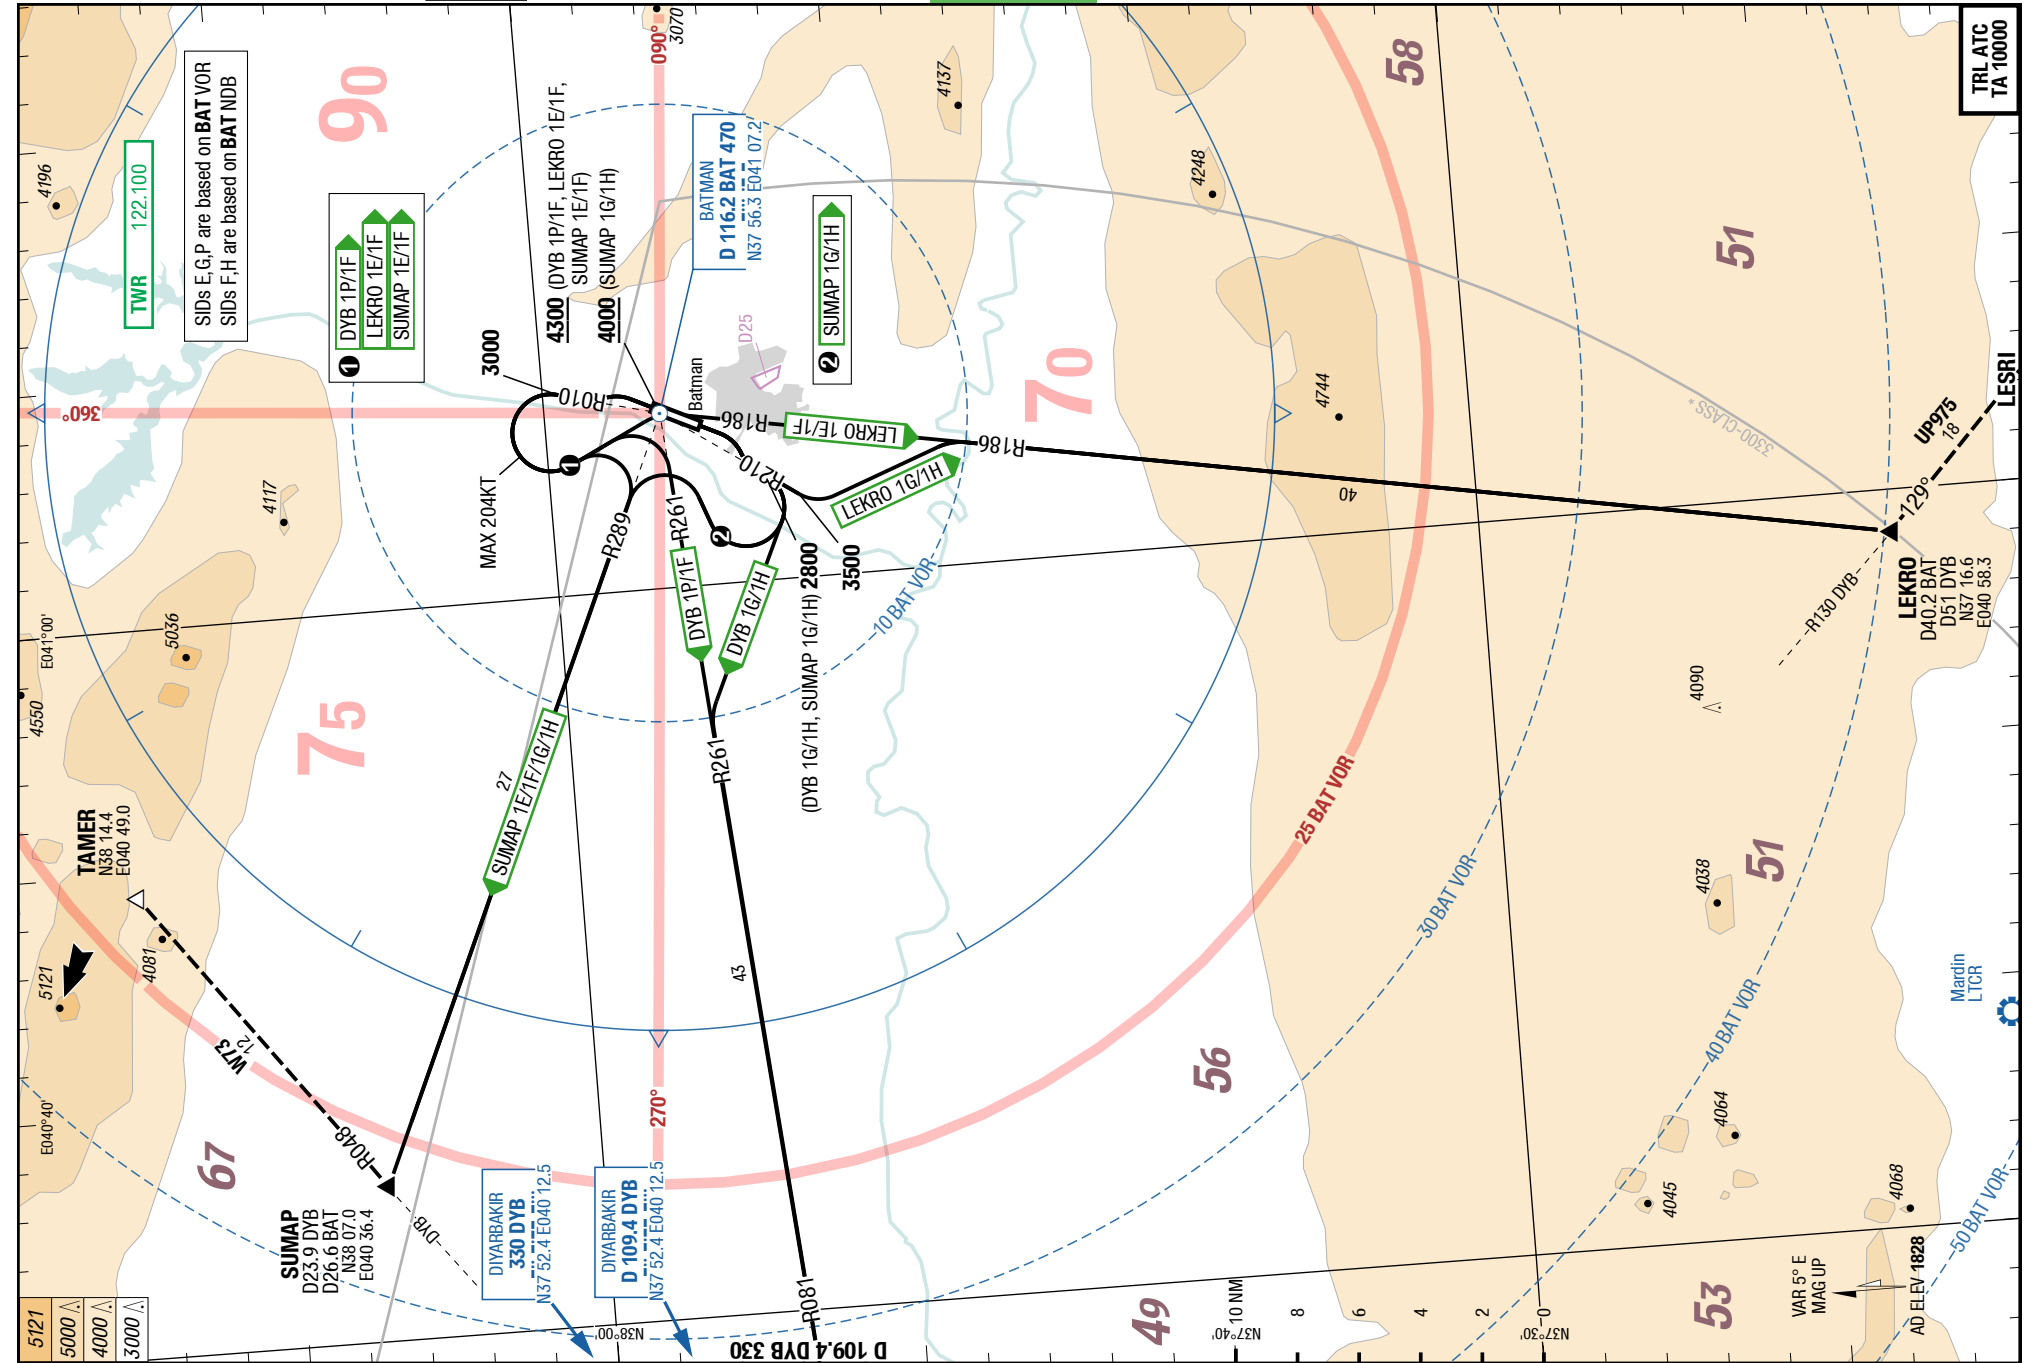 5121
5000
4000
3000
TWR 122.100
SIDs E,G,P are based on BAT VOR
SIDs F,H are based on BAT NDB
1 DYB 1P/1F
LEKRO 1E/1F
SUMAP 1E/1F
2 SUMAP 1G/1H
TRL ATC
TA 10000
4300 (DYB 1P/1F, LEKRO 1E/1F,
SUMAP 1E/1F)
4000 (SUMAP 1G/1H)
3000
MAX 204KT
BATMAN
D 116.2 BAT 470
N37 56.3 E041 07.2
Batman
D25
090°
360°
270°
R010
R186
R186
R210
R261
R261
R289
R081
R048
1
2
LEKRO 1E/1F
LEKRO 1G/1H
DYB 1P/1F
DYB 1G/1H
SUMAP 1E/1F/1G/1H
27
43
40
(DYB 1G/1H, SUMAP 1G/1H) 2800
3500
10 BAT VOR
25 BAT VOR
30 BAT VOR
40 BAT VOR
50 BAT VOR
TAMER
N38 14.4
E040 49.0
W73
12
SUMAP
D23.9 DYB
D26.6 BAT
N38 07.0
E040 36.4
DYB
DIYARBAKIR
330 DYB
N37 52.4 E040 12.5
DIYARBAKIR
D 109.4 DYB
N37 52.4 E040 12.5
D 109.4 DYB 330
LEKRO
D40.2 BAT
D51 DYB
N37 16.6
E040 58.3
R130 DYB
129°
UP975
18
LESRI
3300-CLASS*
Mardin
LTCR
VAR 5° E
MAG UP
AD ELEV 1828
90
75
70
67
58
56
53
51
51
49
4196
4117
5036
4550
5121
4081
3070
4137
4248
4744
4090
4038
4064
4045
4068
E041°00'
E040°40'
N38°00'
N37°40'
N37°30'
10 NM
8
6
4
2
0